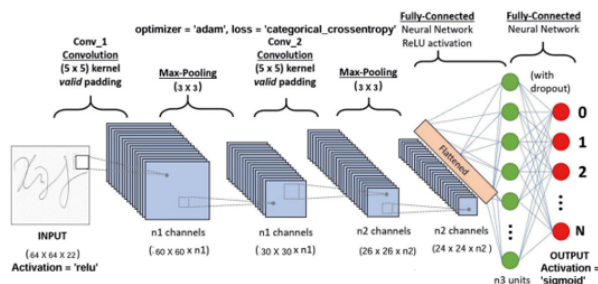 optimizer = 'adam', loss = 'categorical_crossentropy'
Fully-Connected
Neural Network
ReLU activation
Fully-Connected
Neural Network
Conv_1
Convolution
(5 x 5) kernel
valid padding
Max-Pooling
(3 x 3)
Conv_2
Convolution
(5 x 5) kernel
valid padding
Max-Pooling
(3 x 3)
(with
dropout)
Flattened
0
1
2
N
INPUT
(64 x 64 x 22)
Activation = 'relu'
n1 channels
(60 x 60 x n1)
n1 channels
(30 x 30 x n1)
n2 channels
(26 x 26 x n2)
n2 channels
(24 x 24 x n2)
n3 units
OUTPUT
Activation =
'sigmoid'